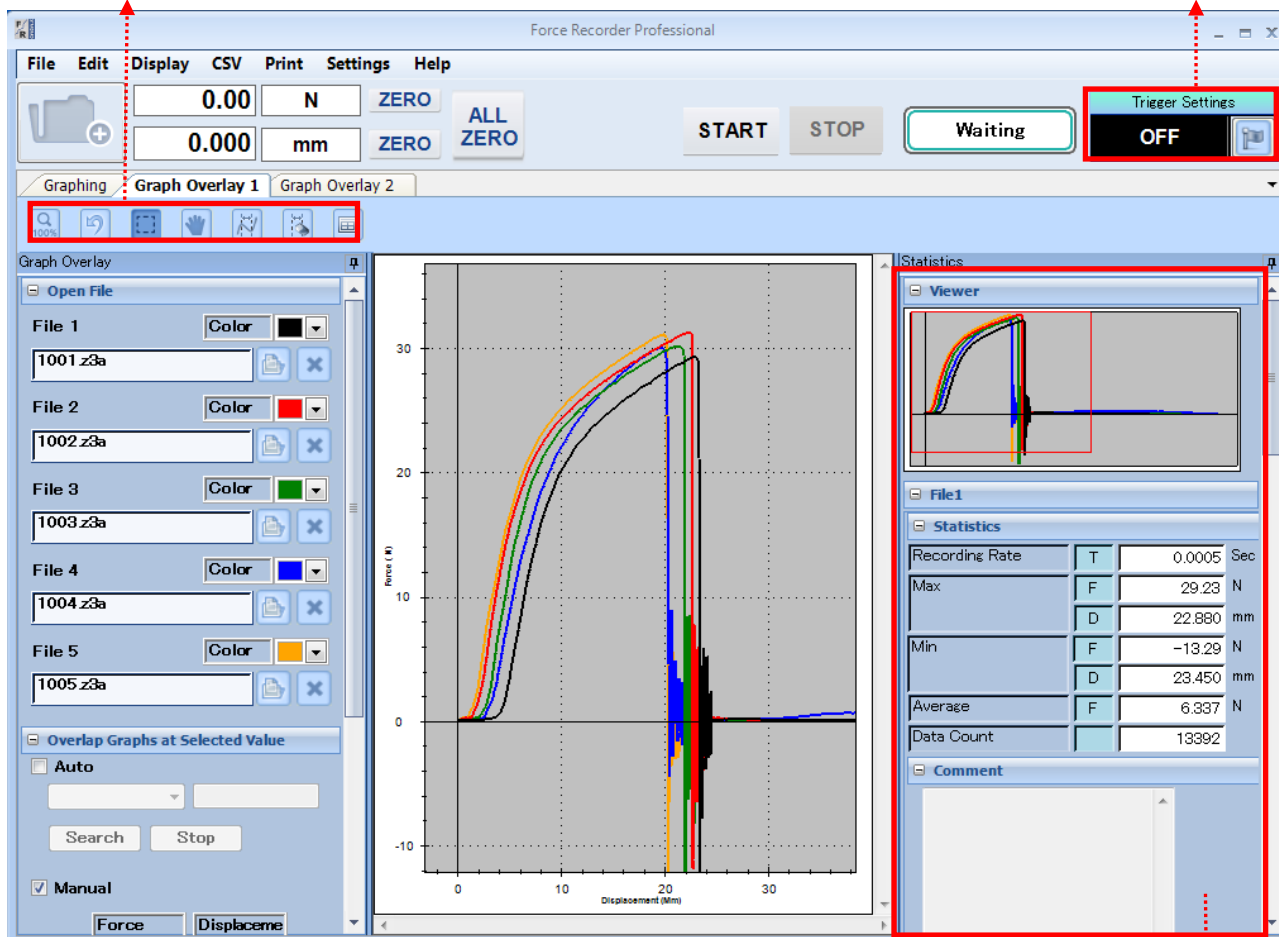 F/R
Force Recorder Professional
File Edit Display CSV Print Settings Help
0.00 N ZERO
0.000 mm ZERO
ALL ZERO
START STOP
Waiting
Trigger Settings
OFF
Graphing Graph Overlay 1 Graph Overlay 2
100%
Graph Overlay
Open File
File 1 Color
1001.z3a
File 2 Color
1002.z3a
File 3 Color
1003.z3a
File 4 Color
1004.z3a
File 5 Color
1005.z3a
Overlap Graphs at Selected Value
Auto
Search Stop
Manual
Force Displaceme
30
20
10
0
-10
Force ( N )
0 10 20 30
Displacement (Mm)
Statistics
Viewer
File1
Statistics
Recording Rate T 0.0005 Sec
Max F 29.23 N
D 22.880 mm
Min F -13.29 N
D 23.450 mm
Average F 6.337 N
Data Count 13392
Comment